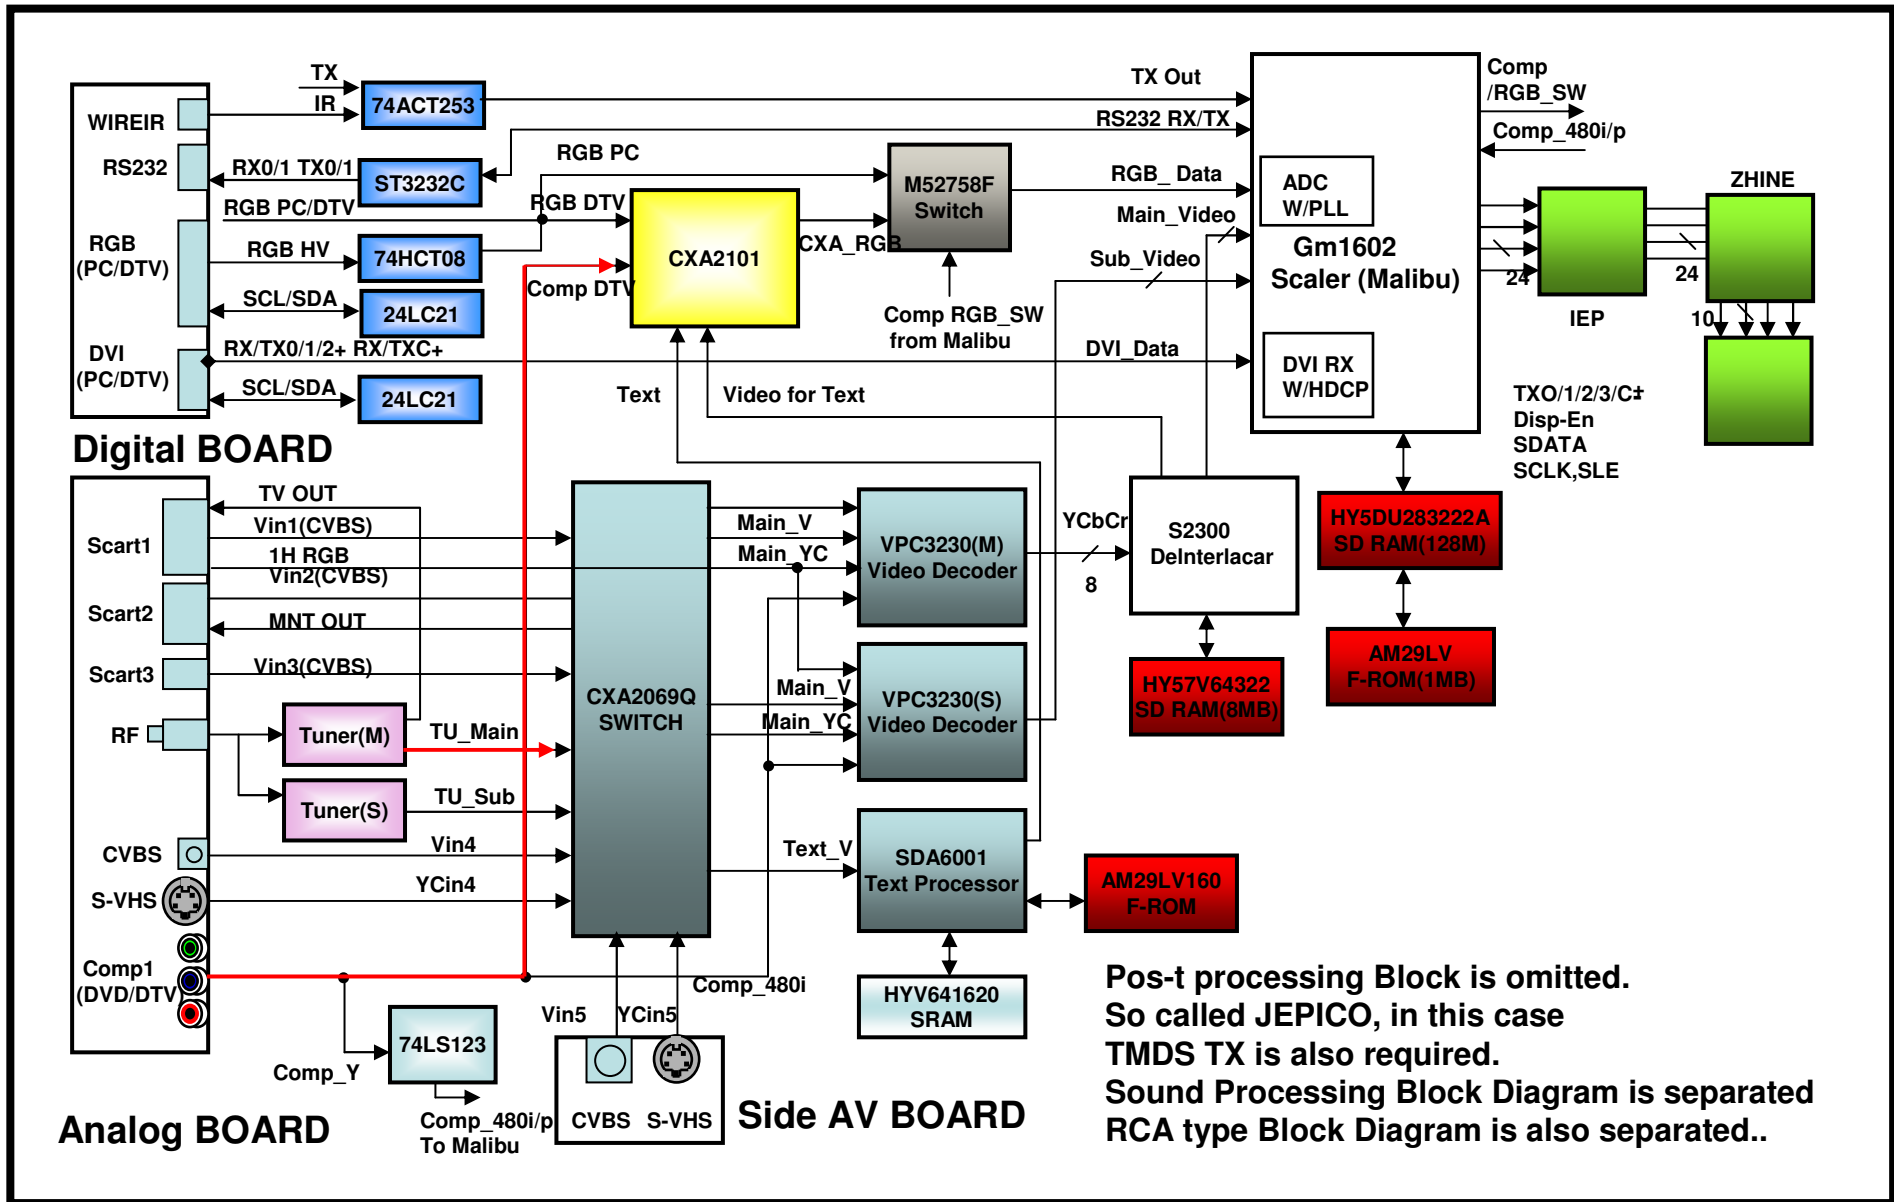 TX
IR
74ACT253
TX Out
Comp
/RGB_SW
WIREIR
RS232 RX/TX
Comp_480i/p
RS232
RX0/1 TX0/1
ST3232C
RGB PC
M52758F
Switch
RGB_ Data
ADC
W/PLL
ZHINE
RGB PC/DTV
RGB DTV
Main_Video
RGB
(PC/DTV)
RGB HV
74HCT08
CXA2101
CXA_RGB
Gm1602
Scaler (Malibu)
Sub_Video
24
24
SCL/SDA
24LC21
Comp DTV
Comp RGB_SW
from Malibu
IEP
10
DVI
(PC/DTV)
RX/TX0/1/2+ RX/TXC+
DVI_Data
DVI RX
W/HDCP
SCL/SDA
24LC21
Text
Video for Text
TXO/1/2/3/C±
Disp-En
SDATA
SCLK,SLE
Digital BOARD
TV OUT
Vin1(CVBS)
Scart1
1H RGB
Vin2(CVBS)
Main_V
Main_YC
VPC3230(M)
Video Decoder
YCbCr
8
S2300
DeInterlacar
HY5DU283222A
SD RAM(128M)
Scart2
MNT OUT
Scart3
Vin3(CVBS)
CXA2069Q
SWITCH
Main_V
Main_YC
VPC3230(S)
Video Decoder
HY57V64322
SD RAM(8MB)
AM29LV
F-ROM(1MB)
RF
Tuner(M)
TU_Main
Tuner(S)
TU_Sub
CVBS
Vin4
Text_V
SDA6001
Text Processor
AM29LV160
F-ROM
S-VHS
YCin4
Comp1
(DVD/DTV)
Comp_480i
HYV641620
SRAM
Vin5
YCin5
74LS123
Comp_Y
Comp_480i/p
To Malibu
CVBS
S-VHS
Side AV BOARD
Analog BOARD
Pos-t processing Block is omitted.
So called JEPICO, in this case
TMDS TX is also required.
Sound Processing Block Diagram is separated
RCA type Block Diagram is also separated..